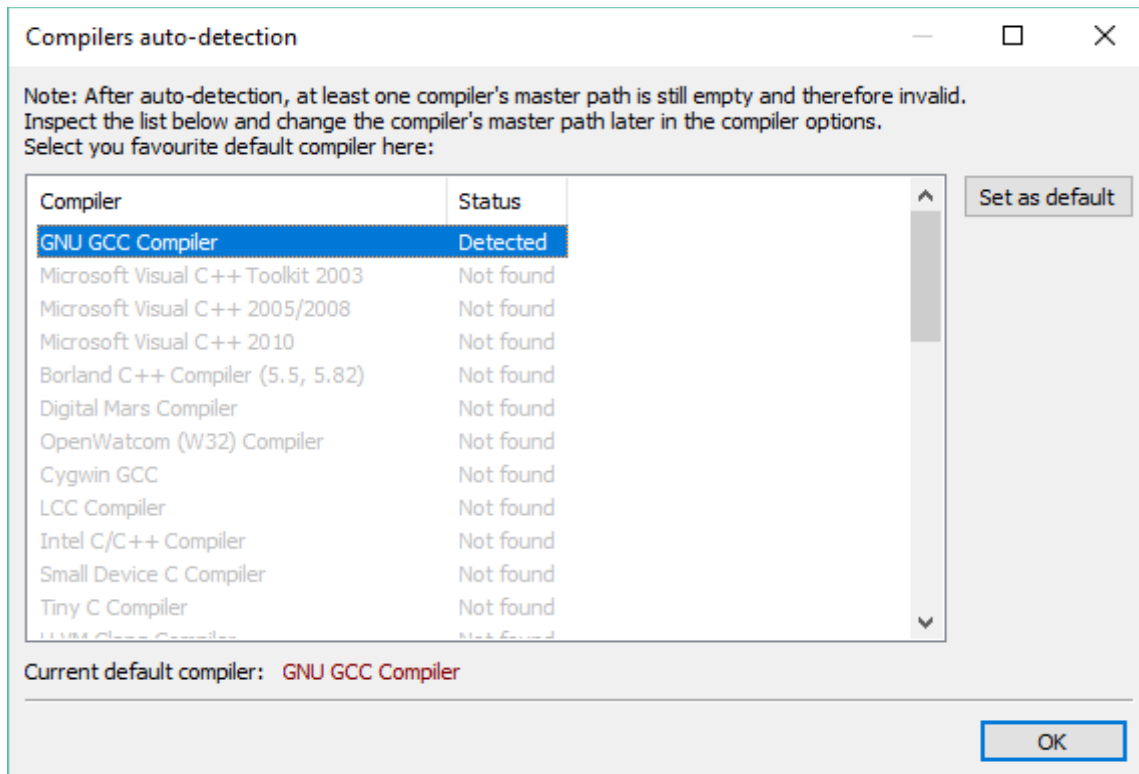 Compilers auto-detection
Note: After auto-detection, at least one compiler's master path is still empty and therefore invalid.
Inspect the list below and change the compiler's master path later in the compiler options.
Select you favourite default compiler here:
Compiler Status
Set as default
GNU GCC Compiler Detected
Microsoft Visual C++ Toolkit 2003 Not found
Microsoft Visual C++ 2005/2008 Not found
Microsoft Visual C++ 2010 Not found
Borland C++ Compiler (5.5, 5.82) Not found
Digital Mars Compiler Not found
OpenWatcom (W32) Compiler Not found
Cygwin GCC Not found
LCC Compiler Not found
Intel C/C++ Compiler Not found
Small Device C Compiler Not found
Tiny C Compiler Not found
Current default compiler: GNU GCC Compiler
OK